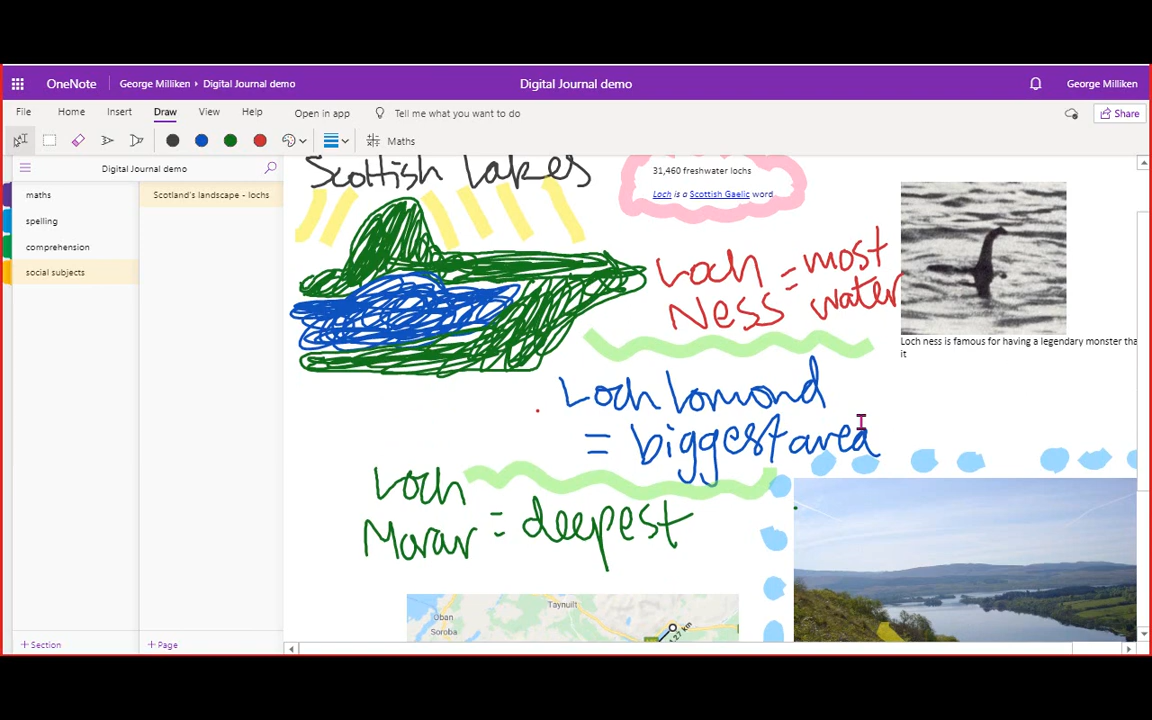 OneNote
George Milliken › Digital Journal demo
Digital Journal demo
George Milliken
File
Home
Insert
Draw
View
Help
Open in app
Tell me what you want to do
Share
Maths
Digital Journal demo
maths
spelling
comprehension
social subjects
Scotland's landscape - lochs
Scottish Lakes
31,460 freshwater lochs
Loch is a Scottish Gaelic word
Loch = most
Ness water
Loch ness is famous for having a legendary monster tha
it
Loch Lomond
= biggest area
Loch
Morar = deepest
Taynuilt
Oban
Soroba
27 km
+ Section
+ Page